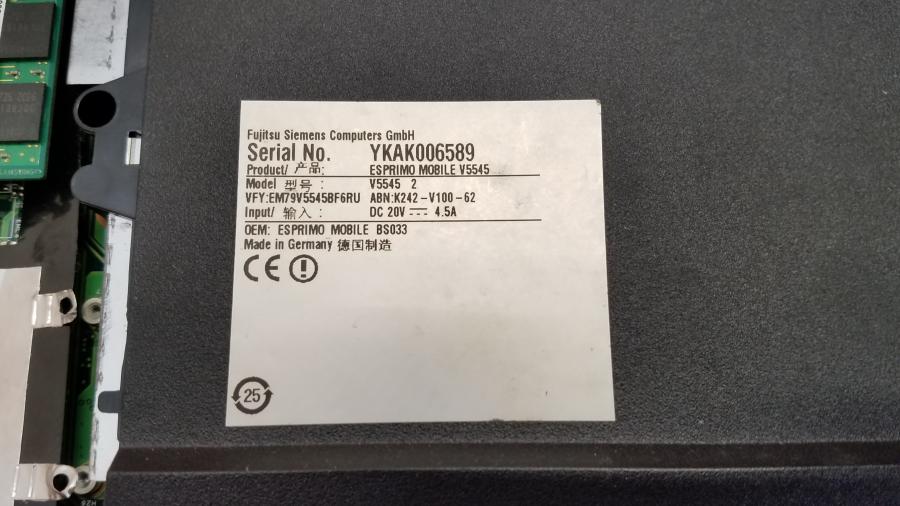 Fujitsu Siemens Computers GmbH
Serial No. YKAK006589
Product/ 产品: ESPRIMO MOBILE V5545
Model 型号 : V5545 2
VFY:EM79V5545BF6RU ABN:K242-V100-62
Input/ 输入 : DC 20V ⎓ 4.5A
OEM: ESPRIMO MOBILE BS033
Made in Germany 德国制造
CE
25